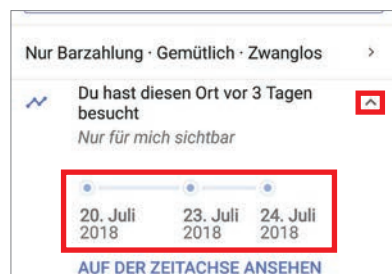 Nur Barzahlung · Gemütlich · Zwanglos
Du hast diesen Ort vor 3 Tagen
besucht
Nur für mich sichtbar
20. Juli 23. Juli 24. Juli
2018 2018 2018
AUF DER ZEITACHSE ANSEHEN